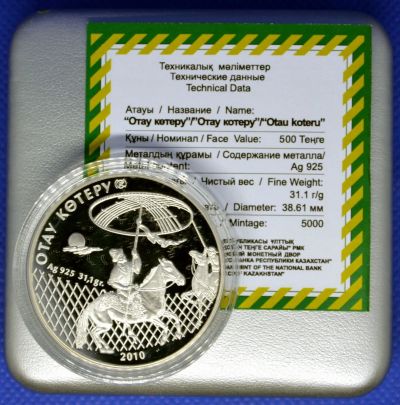 Техникалық мәліметтер
Технические данные
Technical Data
Атауы / Название / Name:
"Отау көтеру"/"Отау көтеру"/"Otau koteru"
Құны / Номинал / Face Value: 500 Теңге
Металдың құрамы / Содержание металла/
Ag 925
Чистый вес / Fine Weight:
31.1 г/g
Diameter: 38.61 мм
Mintage: 5000
ҰЛТТЫҚ
ТЕҢГЕ САРАЙЫ" РМК
МОНЕТНЫЙ ДВОР
РЕСПУБЛИКИ КАЗАХСТАН"
OF THE NATIONAL BANK
KAZAKHSTAN"
ОТАУ КӨТЕРУ
Ag 925 31,1g.
2010